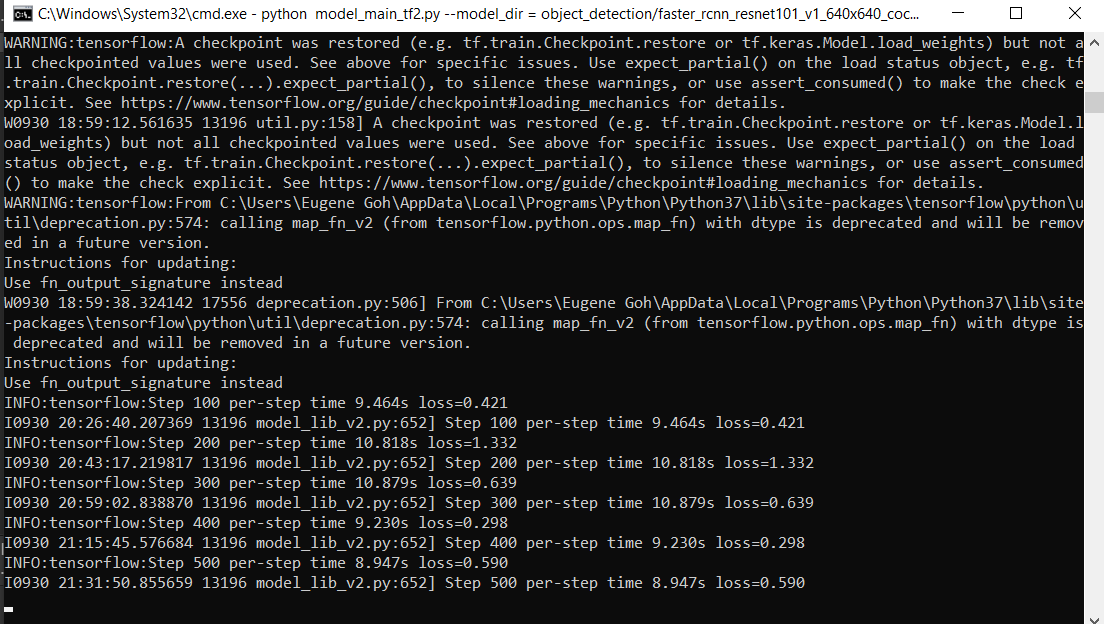 C:\Windows\System32\cmd.exe - python  model_main_tf2.py --model_dir = object_detection/faster_rcnn_resnet101_v1_640x640_coc...
WARNING:tensorflow:A checkpoint was restored (e.g. tf.train.Checkpoint.restore or tf.keras.Model.load_weights) but not a
ll checkpointed values were used. See above for specific issues. Use expect_partial() on the load status object, e.g. tf
.train.Checkpoint.restore(...).expect_partial(), to silence these warnings, or use assert_consumed() to make the check e
xplicit. See https://www.tensorflow.org/guide/checkpoint#loading_mechanics for details.
W0930 18:59:12.561635 13196 util.py:158] A checkpoint was restored (e.g. tf.train.Checkpoint.restore or tf.keras.Model.l
oad_weights) but not all checkpointed values were used. See above for specific issues. Use expect_partial() on the load
status object, e.g. tf.train.Checkpoint.restore(...).expect_partial(), to silence these warnings, or use assert_consumed
() to make the check explicit. See https://www.tensorflow.org/guide/checkpoint#loading_mechanics for details.
WARNING:tensorflow:From C:\Users\Eugene Goh\AppData\Local\Programs\Python\Python37\lib\site-packages\tensorflow\python\u
til\deprecation.py:574: calling map_fn_v2 (from tensorflow.python.ops.map_fn) with dtype is deprecated and will be remov
ed in a future version.
Instructions for updating:
Use fn_output_signature instead
W0930 18:59:38.324142 17556 deprecation.py:506] From C:\Users\Eugene Goh\AppData\Local\Programs\Python\Python37\lib\site
-packages\tensorflow\python\util\deprecation.py:574: calling map_fn_v2 (from tensorflow.python.ops.map_fn) with dtype is
 deprecated and will be removed in a future version.
Instructions for updating:
Use fn_output_signature instead
INFO:tensorflow:Step 100 per-step time 9.464s loss=0.421
I0930 20:26:40.207369 13196 model_lib_v2.py:652] Step 100 per-step time 9.464s loss=0.421
INFO:tensorflow:Step 200 per-step time 10.818s loss=1.332
I0930 20:43:17.219817 13196 model_lib_v2.py:652] Step 200 per-step time 10.818s loss=1.332
INFO:tensorflow:Step 300 per-step time 10.879s loss=0.639
I0930 20:59:02.838870 13196 model_lib_v2.py:652] Step 300 per-step time 10.879s loss=0.639
INFO:tensorflow:Step 400 per-step time 9.230s loss=0.298
I0930 21:15:45.576684 13196 model_lib_v2.py:652] Step 400 per-step time 9.230s loss=0.298
INFO:tensorflow:Step 500 per-step time 8.947s loss=0.590
I0930 21:31:50.855659 13196 model_lib_v2.py:652] Step 500 per-step time 8.947s loss=0.590